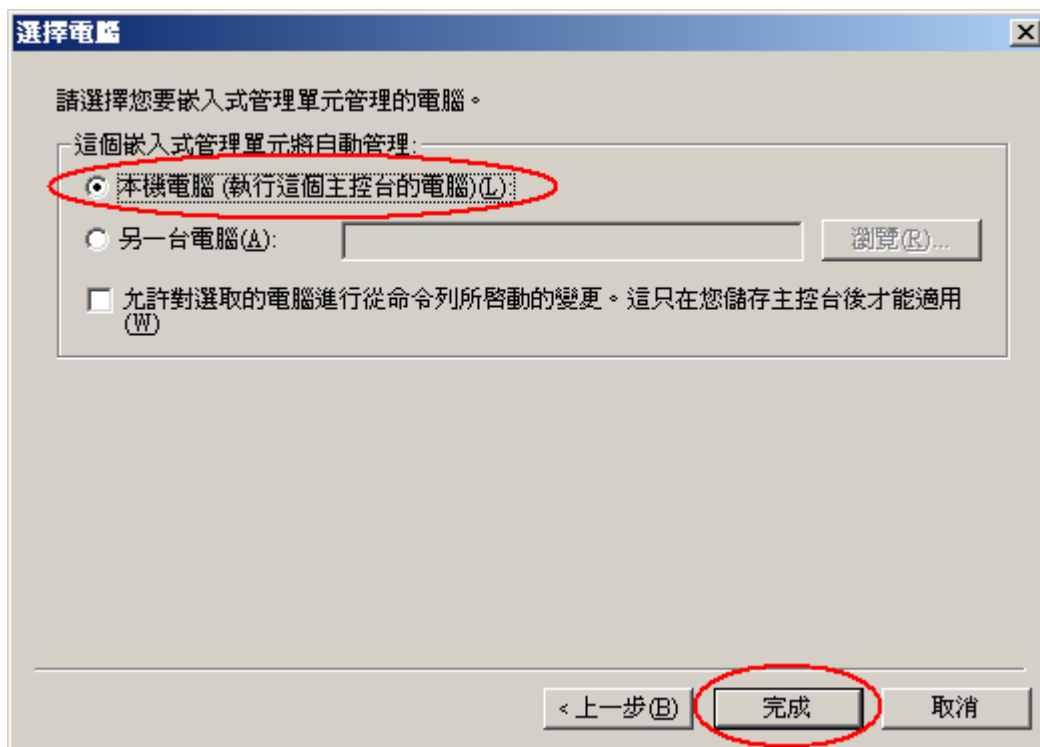 選擇電腦
請選擇您要嵌入式管理單元管理的電腦。
這個嵌入式管理單元將自動管理:
本機電腦 (執行這個主控台的電腦)(L):
另一台電腦(A):
瀏覽(R)...
允許對選取的電腦進行從命令列所啟動的變更。這只在您儲存主控台後才能適用
(W)
< 上一步(B)
完成
取消